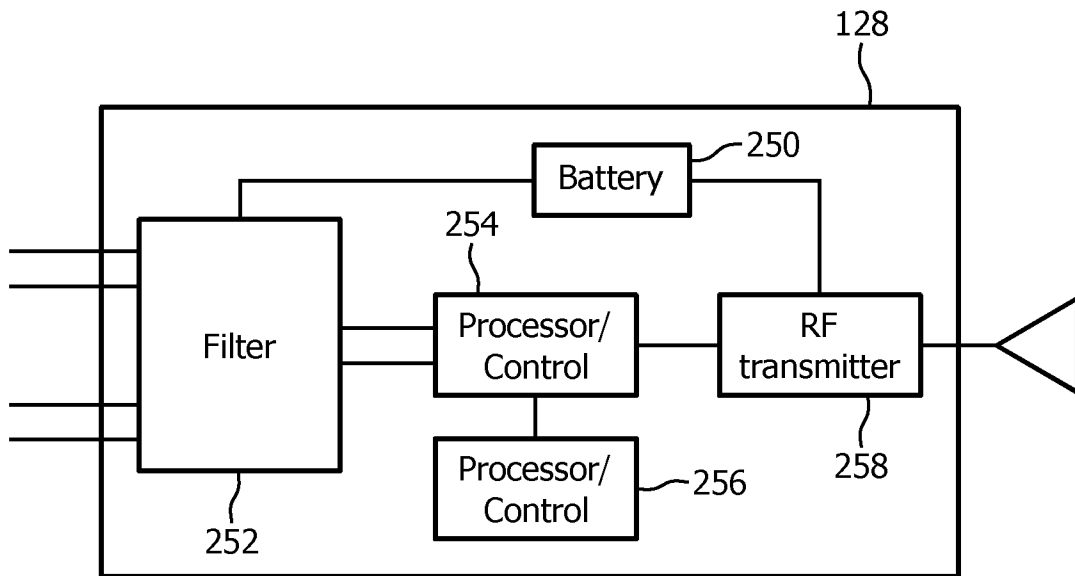 128
250
Battery
254
Filter
Processor/
Control
RF
transmitter
Processor/
Control
256
258
252